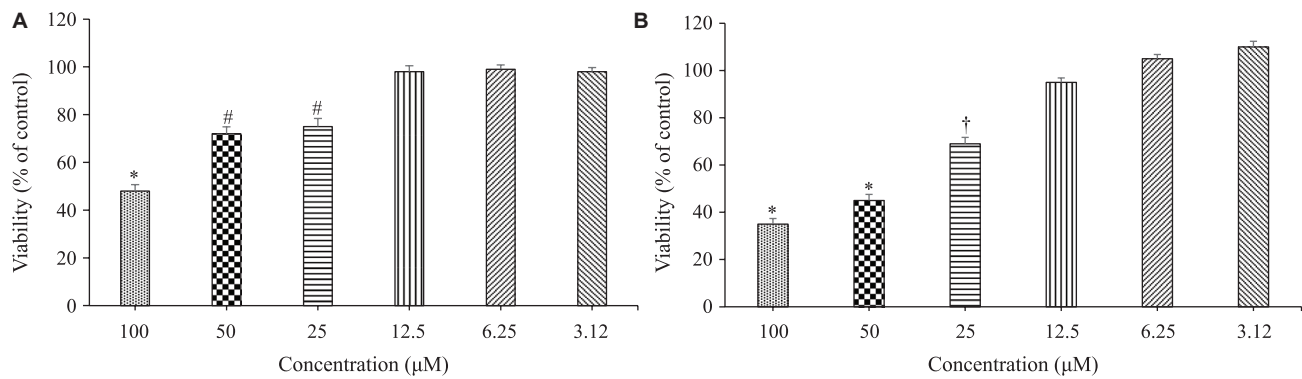 A
Viability (% of control)
120
100
80
60
40
20
0
*
#
#
100 50 25 12.5 6.25 3.12
Concentration (μM)
B
Viability (% of control)
120
100
80
60
40
20
0
*
*
†
100 50 25 12.5 6.25 3.12
Concentration (μM)